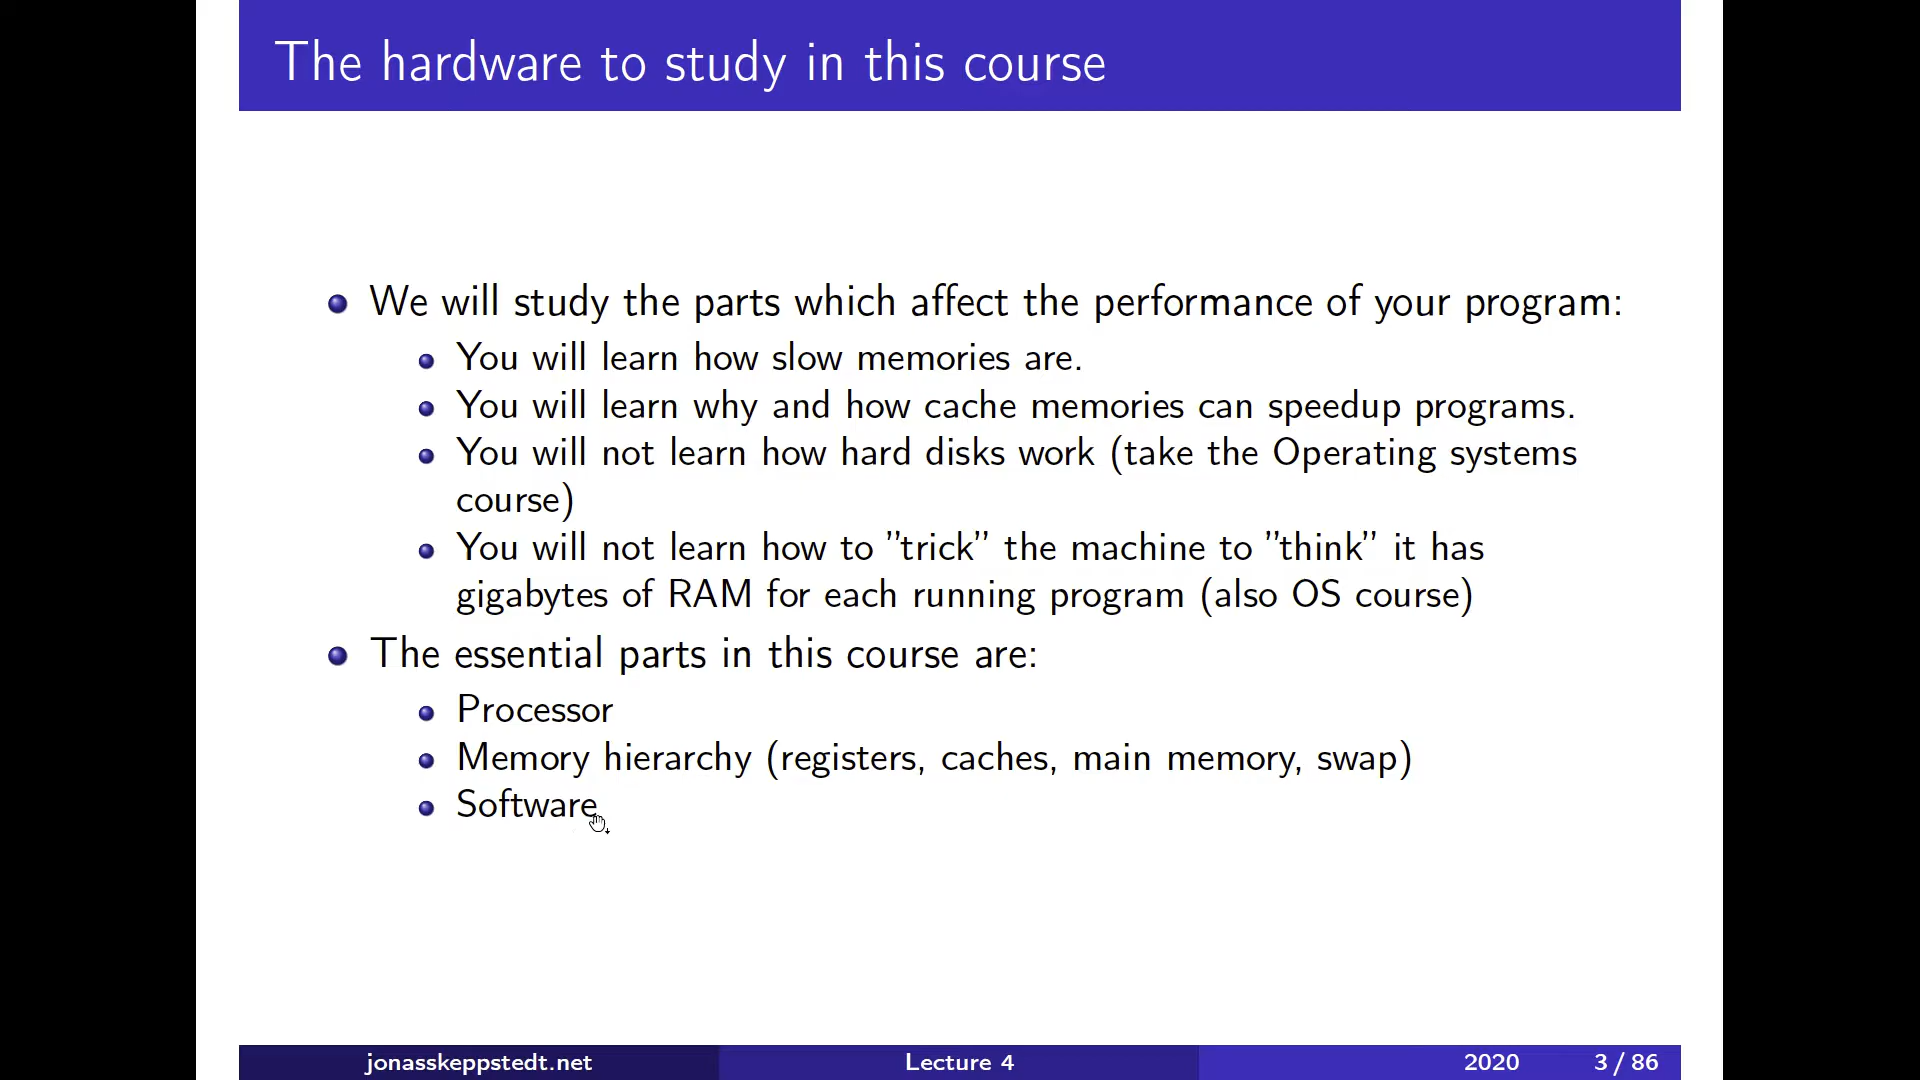 The hardware to study in this course
We will study the parts which affect the performance of your program:
You will learn how slow memories are.
You will learn why and how cache memories can speedup programs.
You will not learn how hard disks work (take the Operating systems
course)
You will not learn how to ”trick” the machine to ”think” it has
gigabytes of RAM for each running program (also OS course)
The essential parts in this course are:
Processor
Memory hierarchy (registers, caches, main memory, swap)
Software
jonasskeppstedt.net Lecture 4 2020 3 / 86